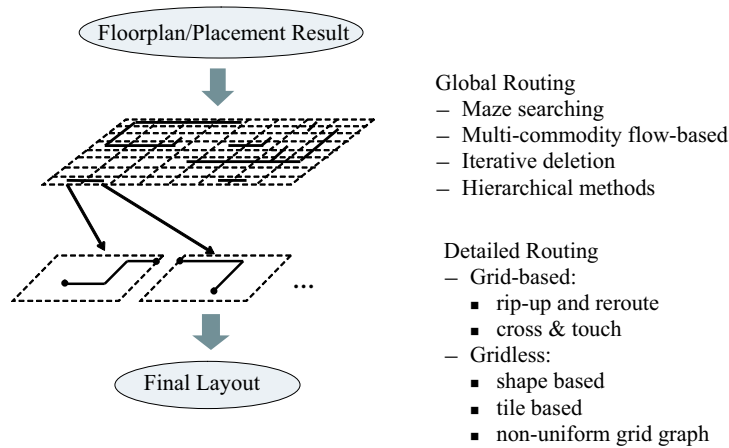 Floorplan/Placement Result
Global Routing
– Maze searching
– Multi-commodity flow-based
– Iterative deletion
– Hierarchical methods
Detailed Routing
– Grid-based:
▪ rip-up and reroute
▪ cross & touch
– Gridless:
▪ shape based
▪ tile based
▪ non-uniform grid graph
...
Final Layout